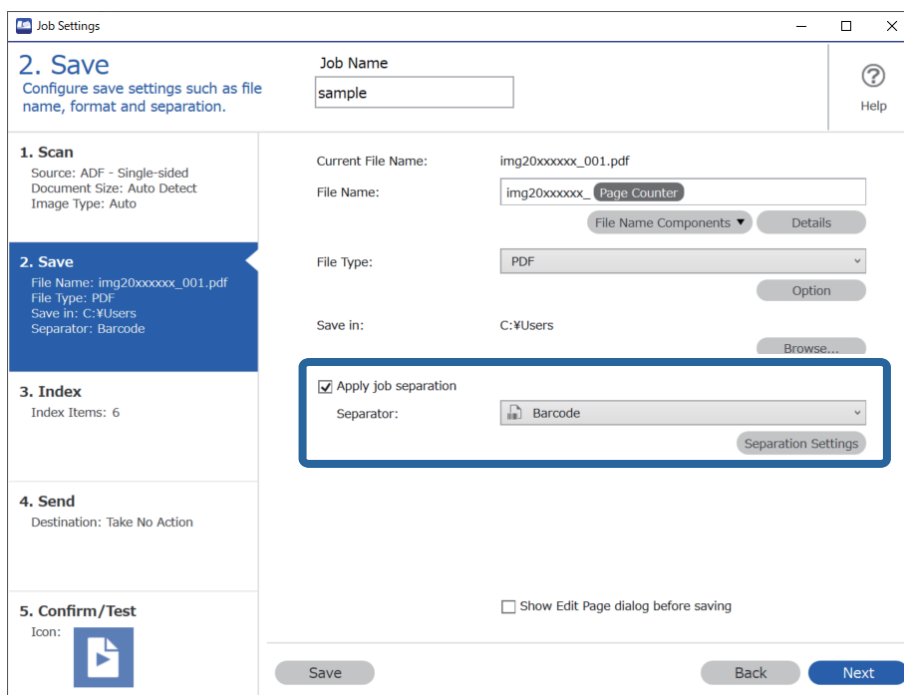 Job Settings
2. Save
Configure save settings such as file
name, format and separation.
Job Name
sample
?
Help
1. Scan
Source: ADF - Single-sided
Document Size: Auto Detect
Image Type: Auto
2. Save
File Name: img20xxxxxx_001.pdf
File Type: PDF
Save in: C:¥Users
Separator: Barcode
3. Index
Index Items: 6
4. Send
Destination: Take No Action
5. Confirm/Test
Icon:
Current File Name: img20xxxxxx_001.pdf
File Name: img20xxxxxx_ Page Counter
File Name Components ▼ Details
File Type: PDF
Option
Save in: C:¥Users
Browse...
Apply job separation
Separator: Barcode
Separation Settings
Show Edit Page dialog before saving
Save Back Next